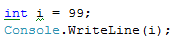 int i = 99;
Console.WriteLine(i);